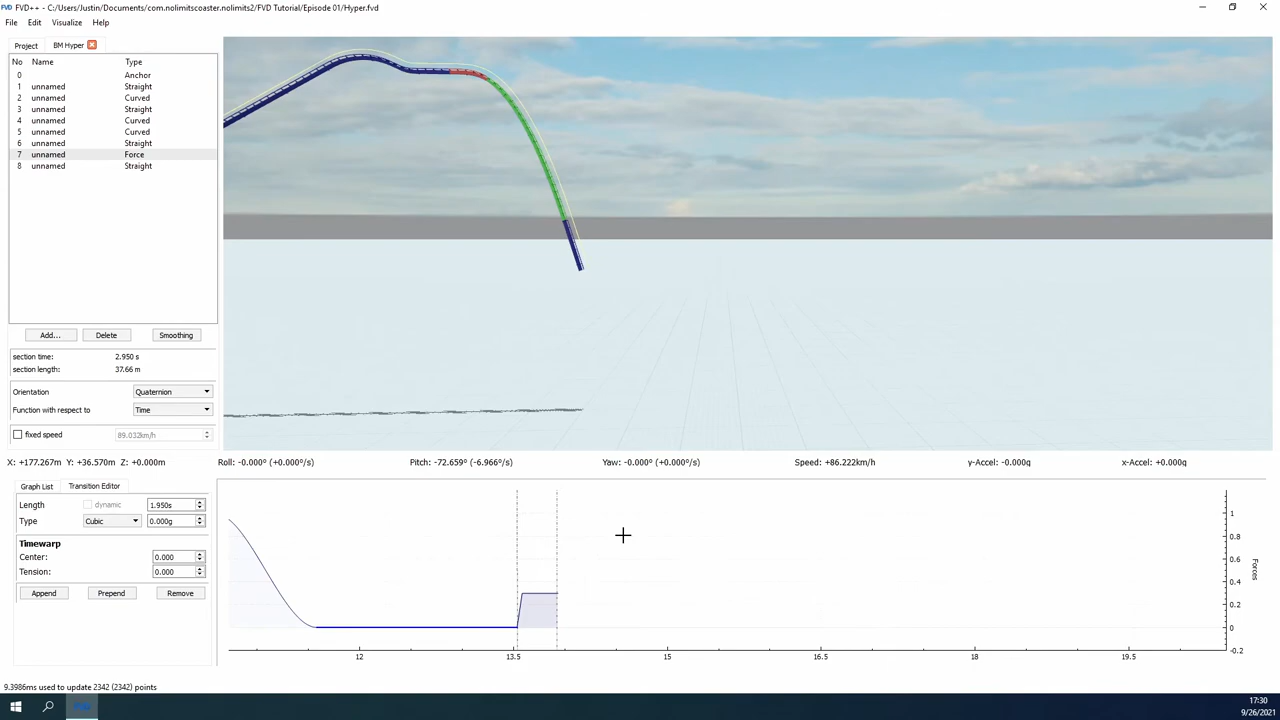 FVD++ - C:/Users/Justin/Documents/com.nolimitscoaster.nolimits2/FVD Tutorial/Episode 01/Hyper.fvd
File Edit Visualize Help
Project BM Hyper
No Name Type
0 Anchor
1 unnamed Straight
2 unnamed Curved
3 unnamed Straight
4 unnamed Curved
5 unnamed Curved
6 unnamed Straight
7 unnamed Force
8 unnamed Straight
Add... Delete Smoothing
section time: 2.950 s
section length: 37.66 m
Orientation Quaternion
Function with respect to Time
fixed speed 89.032km/h
X: +177.267m Y: +36.570m Z: +0.000m Roll: -0.000° (+0.000°/s) Pitch: -72.659° (-6.966°/s) Yaw: -0.000° (+0.000°/s) Speed: +86.222km/h y-Accel: -0.000g x-Accel: +0.000g
Graph List Transition Editor
Length dynamic 1.950s
Type Cubic 0.000g
Timewarp
Center: 0.000
Tension: 0.000
Append Prepend Remove
1
0.8
0.6
0.4
0.2
0
-0.2
Forces
12 13.5 15 16.5 18 19.5
9.3986ms used to update 2342 (2342) points
17:30
9/26/2021